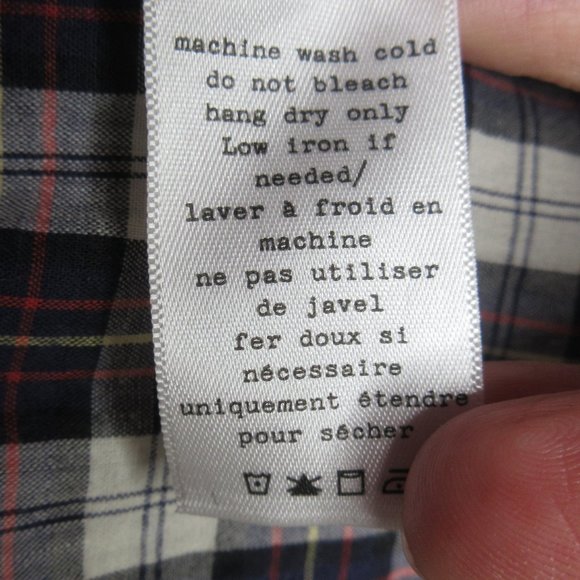 machine wash cold
do not bleach
hang dry only
Low iron if
needed/
laver à froid en
machine
ne pas utiliser
de javel
fer doux si
nécessaire
uniquement étendre
pour sécher